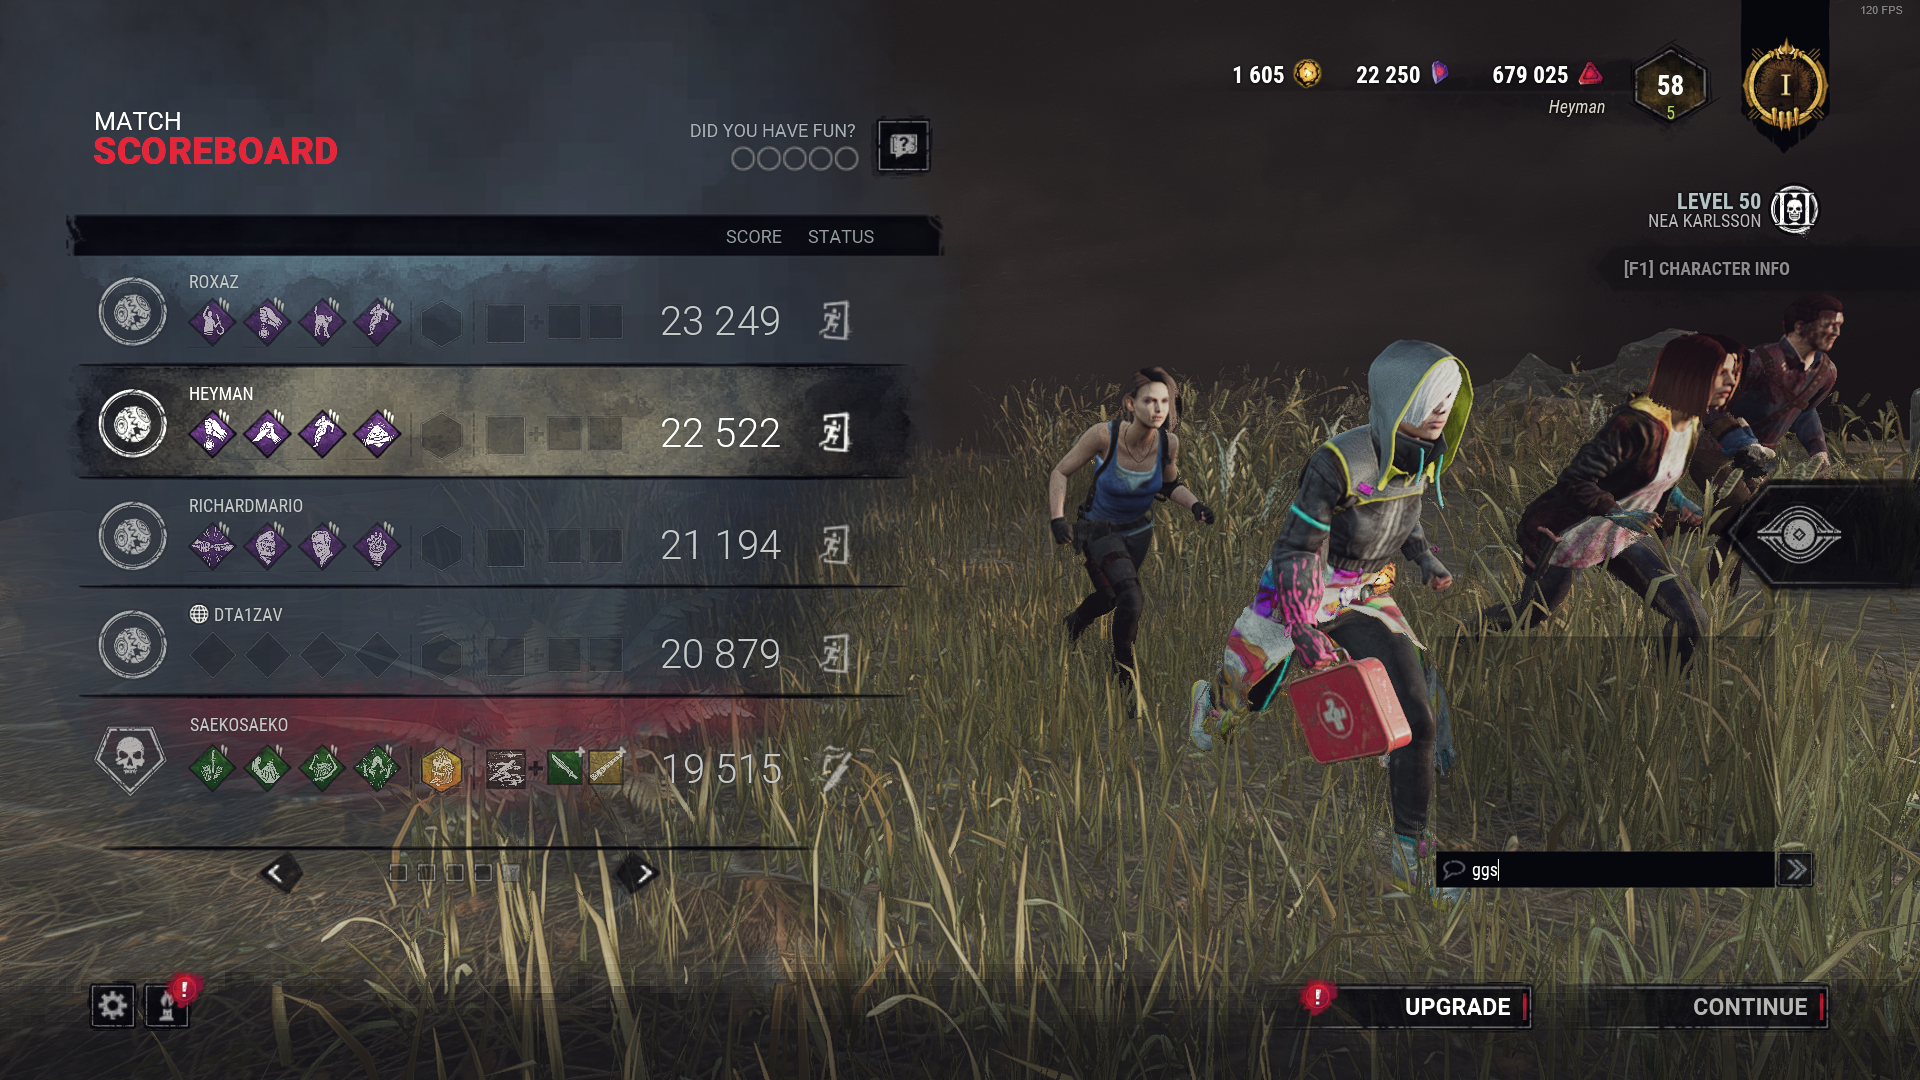 120 FPS
1 605
22 250
679 025
Heyman
58
5
I
MATCH
SCOREBOARD
DID YOU HAVE FUN?
LEVEL 50
NEA KARLSSON
[F1] CHARACTER INFO
SCORE STATUS
ROXAZ
23 249
HEYMAN
22 522
RICHARDMARIO
21 194
DTA1ZAV
20 879
SAEKOSAEKO
19 515
ggs
UPGRADE
CONTINUE